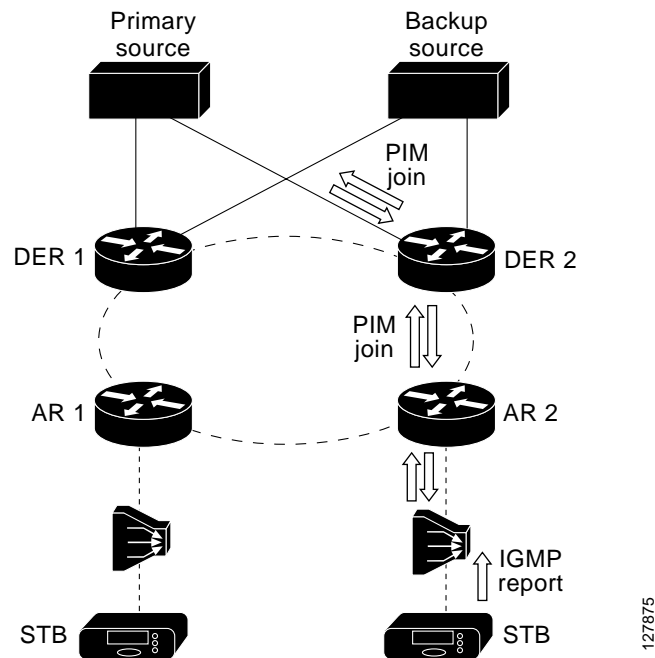 Primary
source
Backup
source
PIM
join
DER 1
DER 2
PIM
join
AR 1
AR 2
IGMP
report
STB
STB
127875